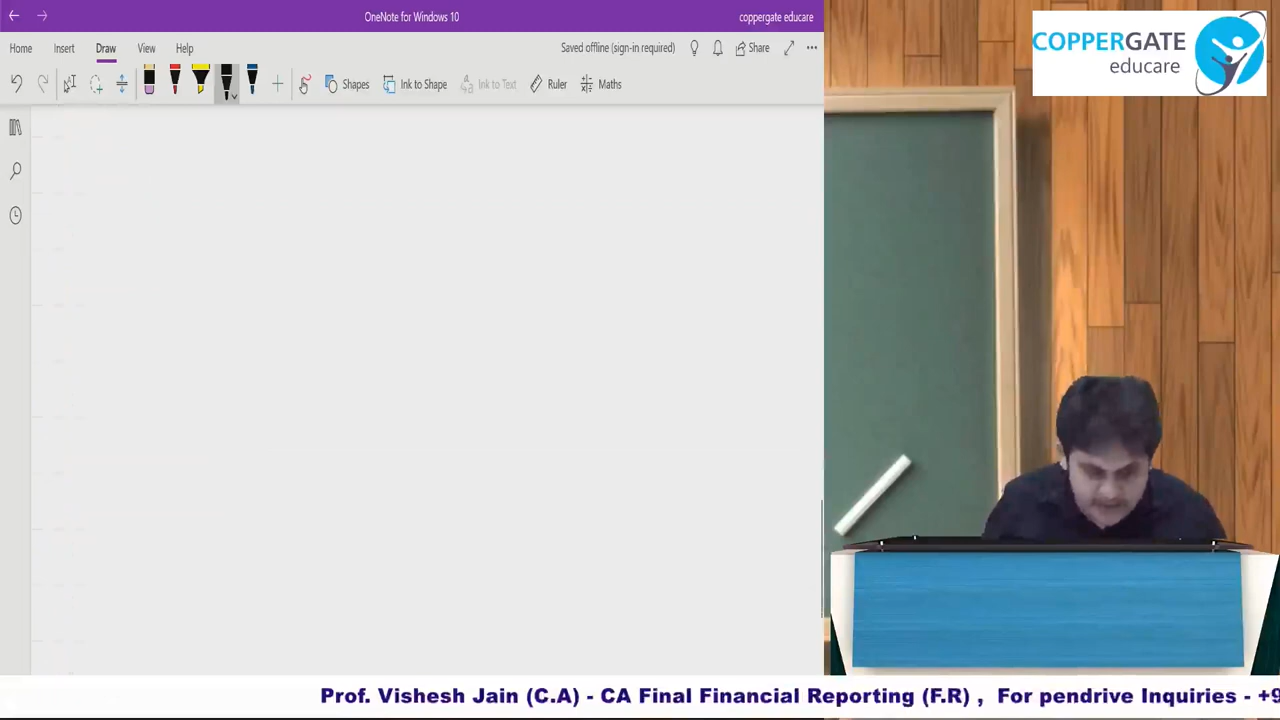 OneNote for Windows 10
coppergate educare
Home Insert Draw View Help
Saved offline (sign-in required)
Share
Shapes
Ink to Shape
Ink to Text
Ruler
Maths
COPPERGATE
educare
Prof. Vishesh Jain (C.A) - CA Final Financial Reporting (F.R) , For pendrive Inquiries - +9